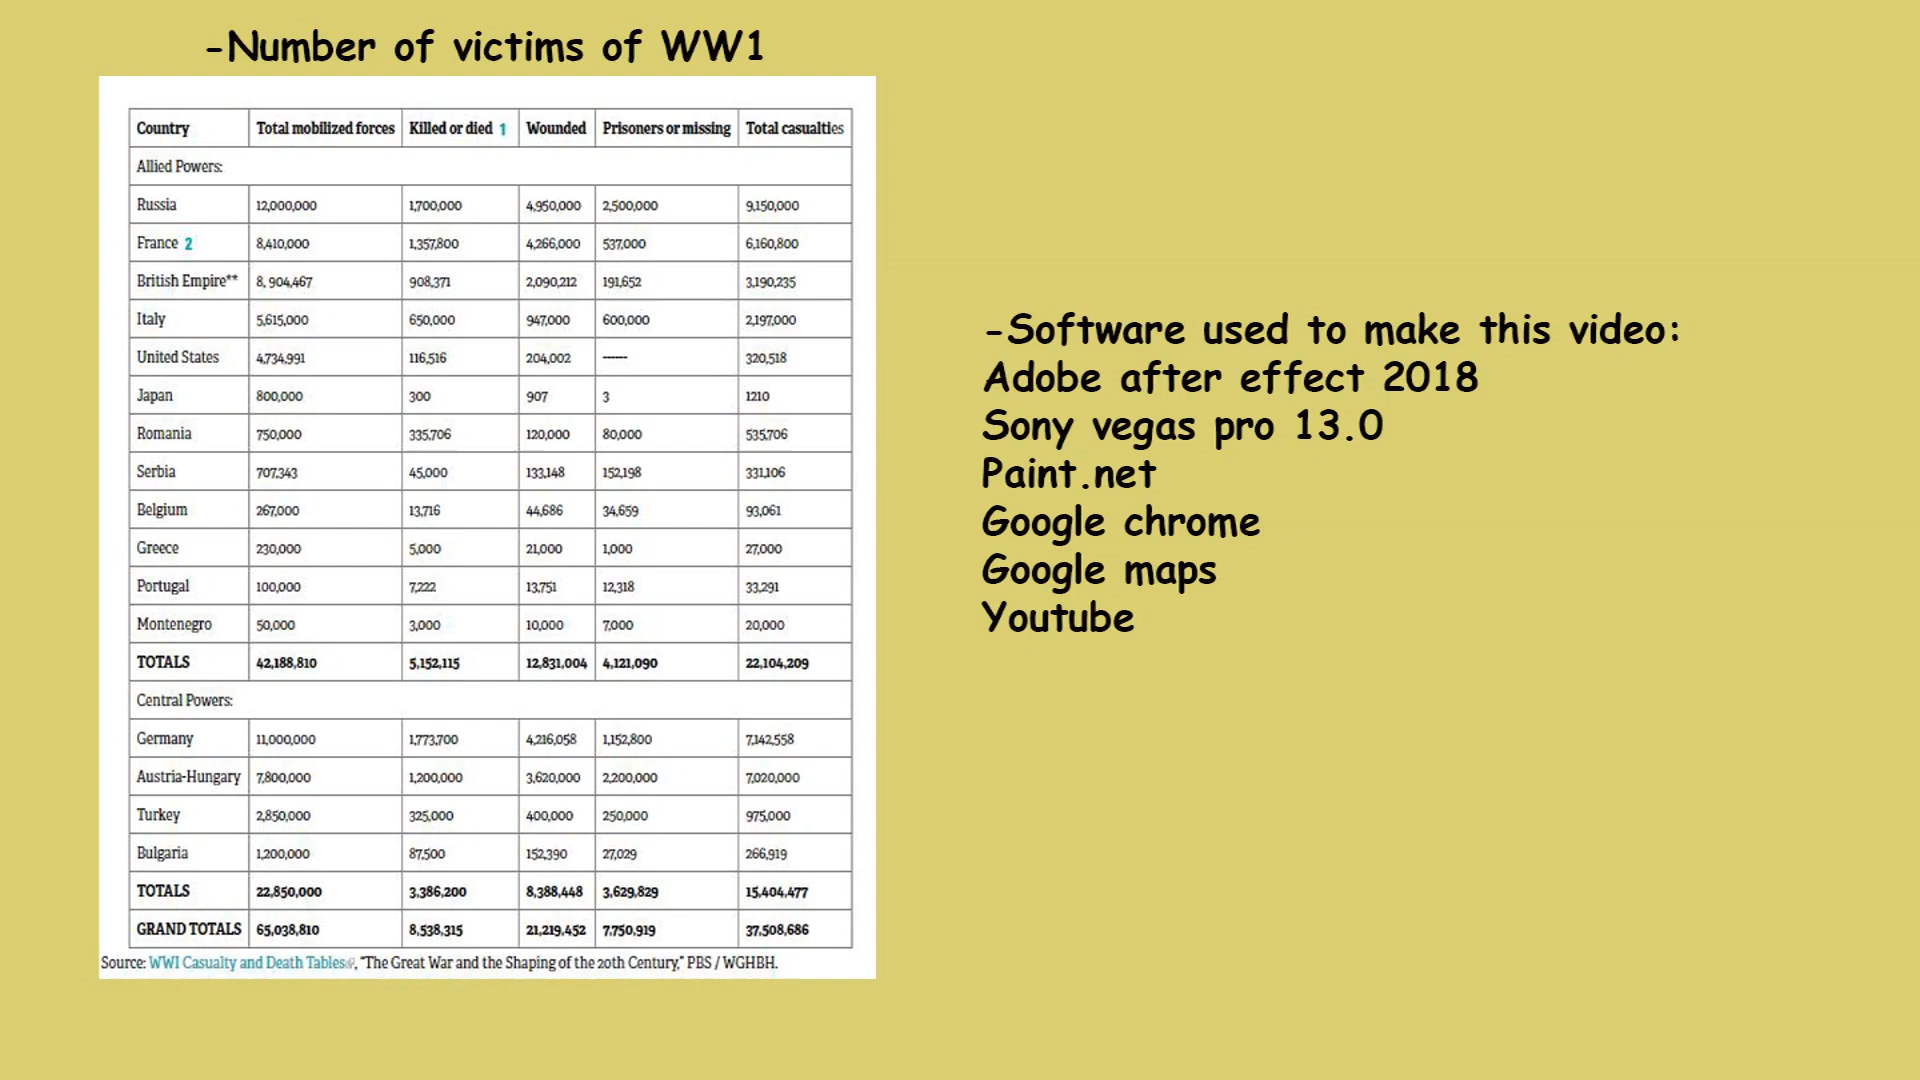 -Number of victims of WW1
Country Total mobilized forces Killed or died 1 Wounded Prisoners or missing Total casualties
Allied Powers:
Russia 12,000,000 1,700,000 4,950,000 2,500,000 9,150,000
France 2 8,410,000 1,357,800 4,266,000 537,000 6,160,800
British Empire** 8, 904,467 908,371 2,090,212 191,652 3,190,235
Italy 5,615,000 650,000 947,000 600,000 2,197,000
United States 4,734,991 116,516 204,002 ------ 320,518
Japan 800,000 300 907 3 1210
Romania 750,000 335,706 120,000 80,000 535,706
Serbia 707,343 45,000 133,148 152,198 331,106
Belgium 267,000 13,716 44,686 34,659 93,061
Greece 230,000 5,000 21,000 1,000 27,000
Portugal 100,000 7,222 13,751 12,318 33,291
Montenegro 50,000 3,000 10,000 7,000 20,000
TOTALS 42,188,810 5,152,115 12,831,004 4,121,090 22,104,209
Central Powers:
Germany 11,000,000 1,773,700 4,216,058 1,152,800 7,142,558
Austria-Hungary 7,800,000 1,200,000 3,620,000 2,200,000 7,020,000
Turkey 2,850,000 325,000 400,000 250,000 975,000
Bulgaria 1,200,000 87,500 152,390 27,029 266,919
TOTALS 22,850,000 3,386,200 8,388,448 3,629,829 15,404,477
GRAND TOTALS 65,038,810 8,538,315 21,219,452 7,750,919 37,508,686
Source: WWI Casualty and Death Tables, "The Great War and the Shaping of the 20th Century," PBS / WGHBH.
-Software used to make this video:
Adobe after effect 2018
Sony vegas pro 13.0
Paint.net
Google chrome
Google maps
Youtube